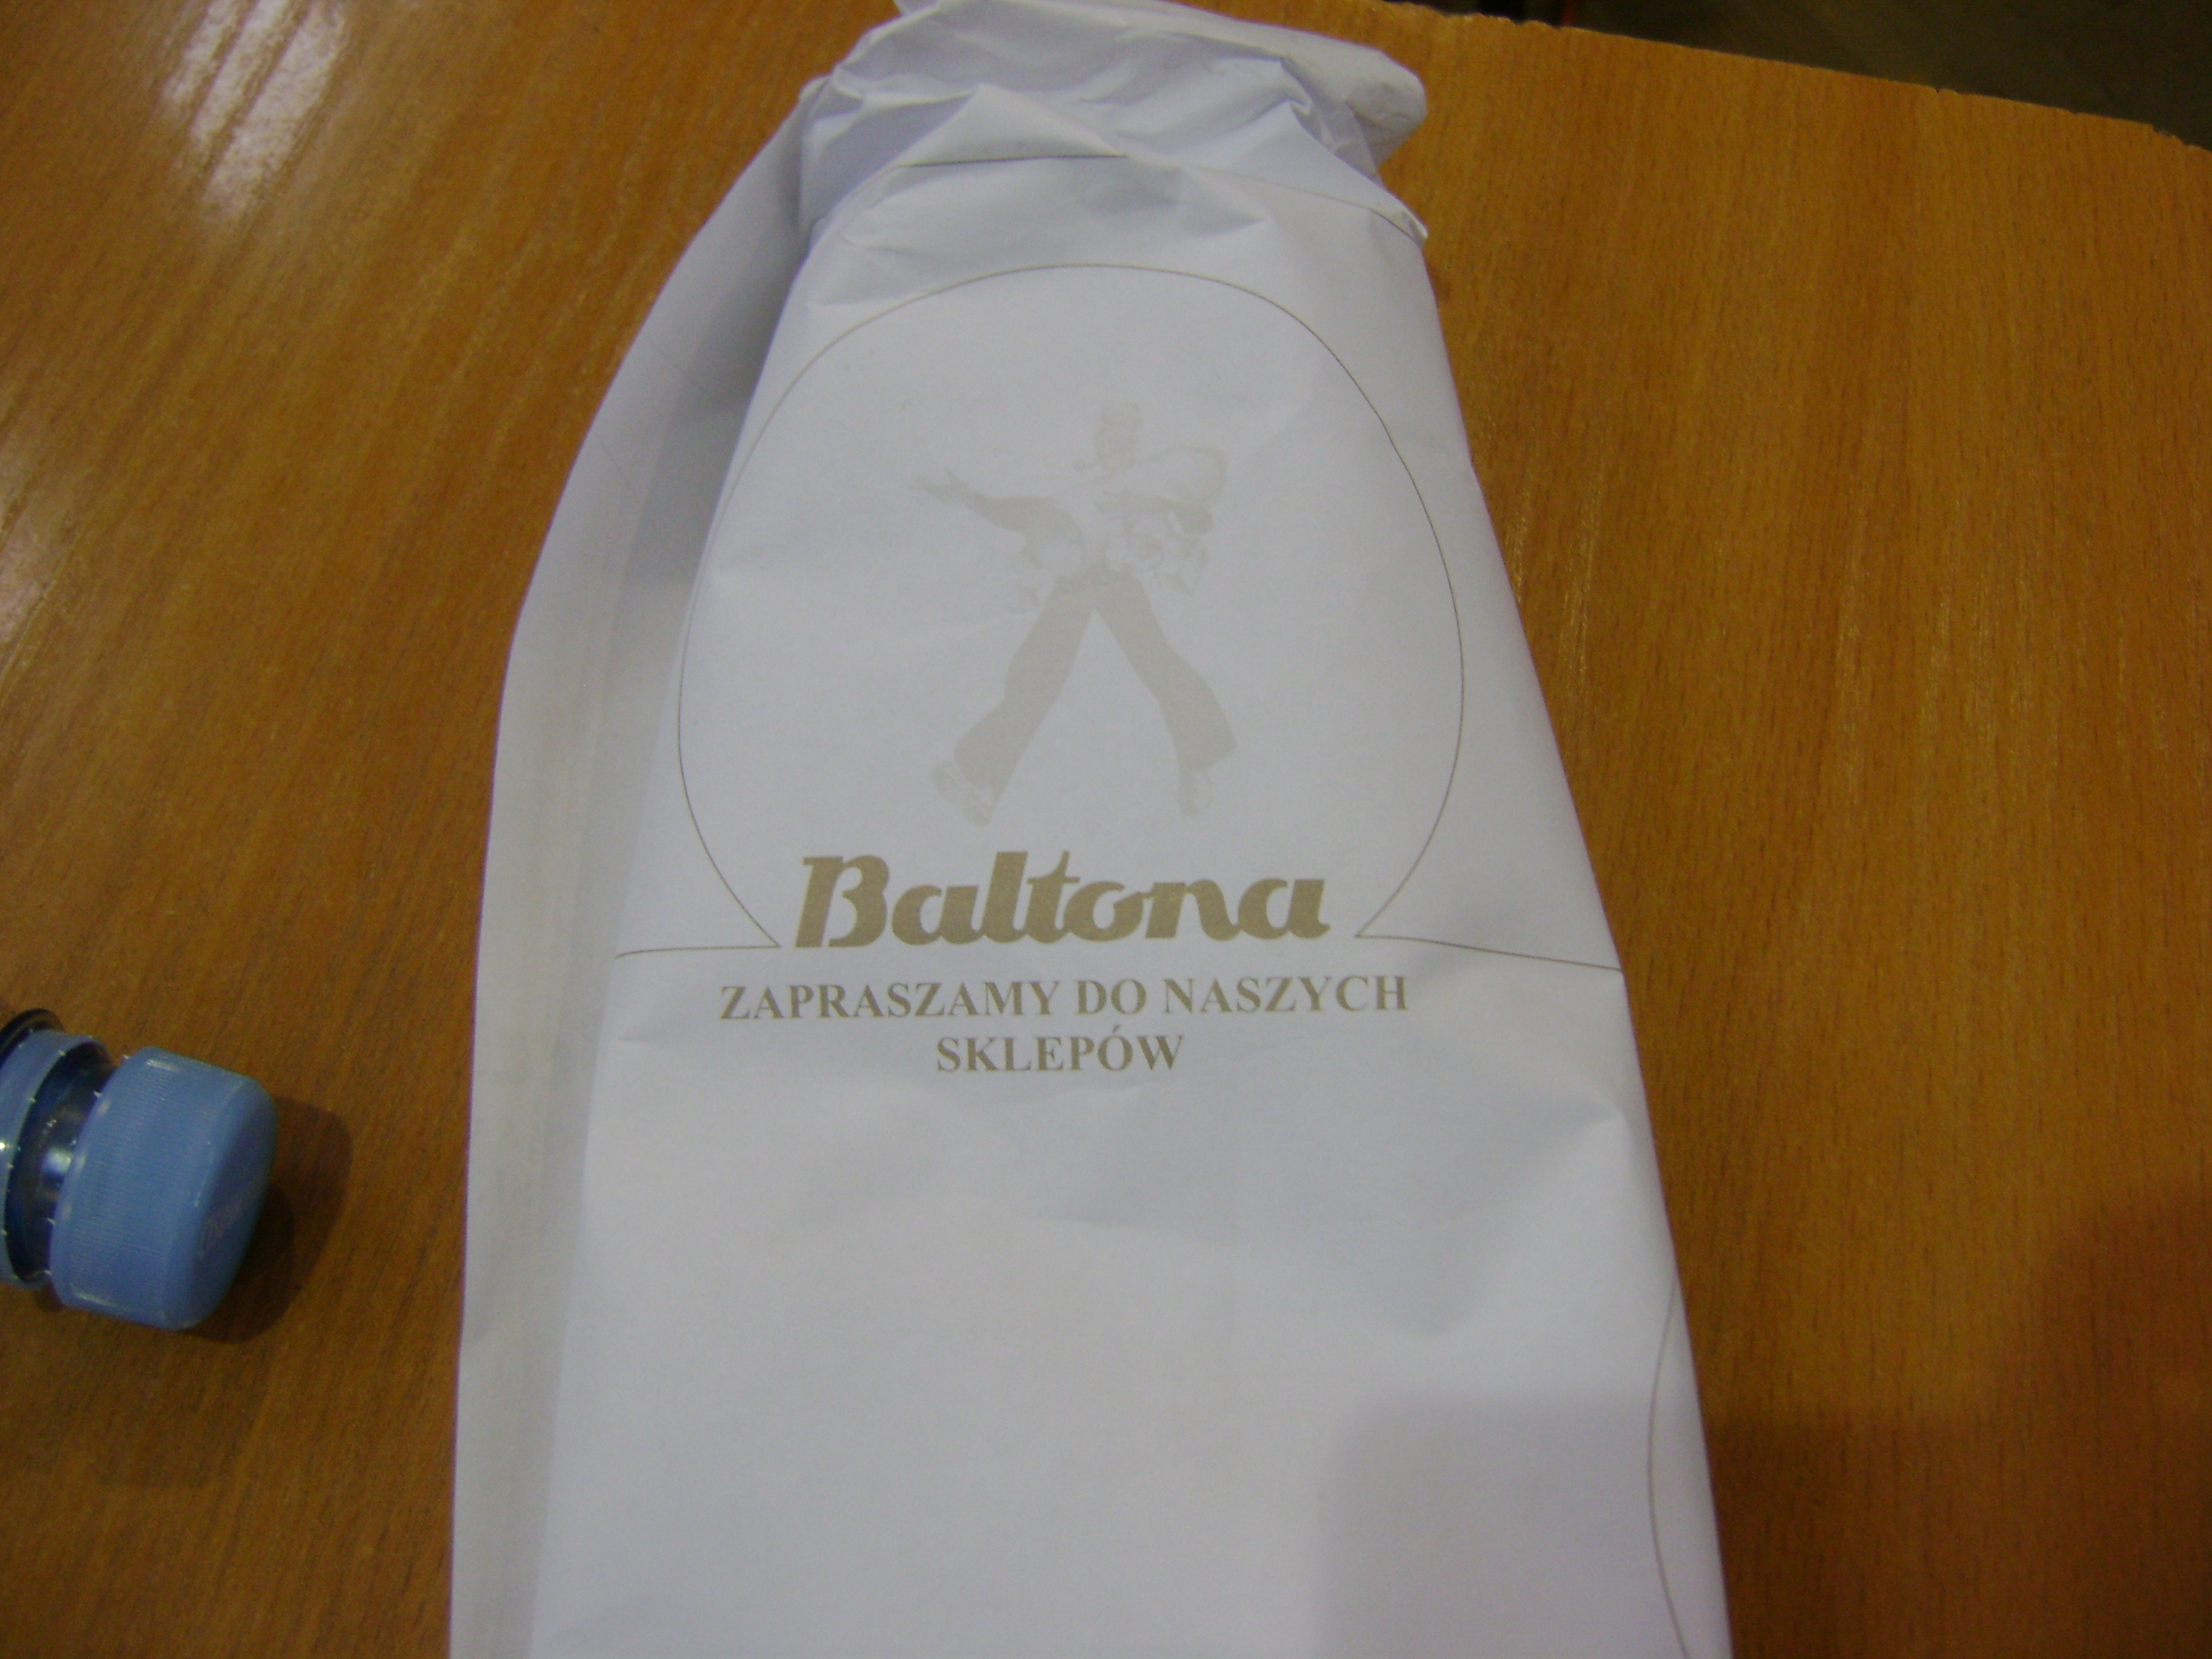 Baltona
ZAPRASZAMY DO NASZYCH
SKLEPÓW